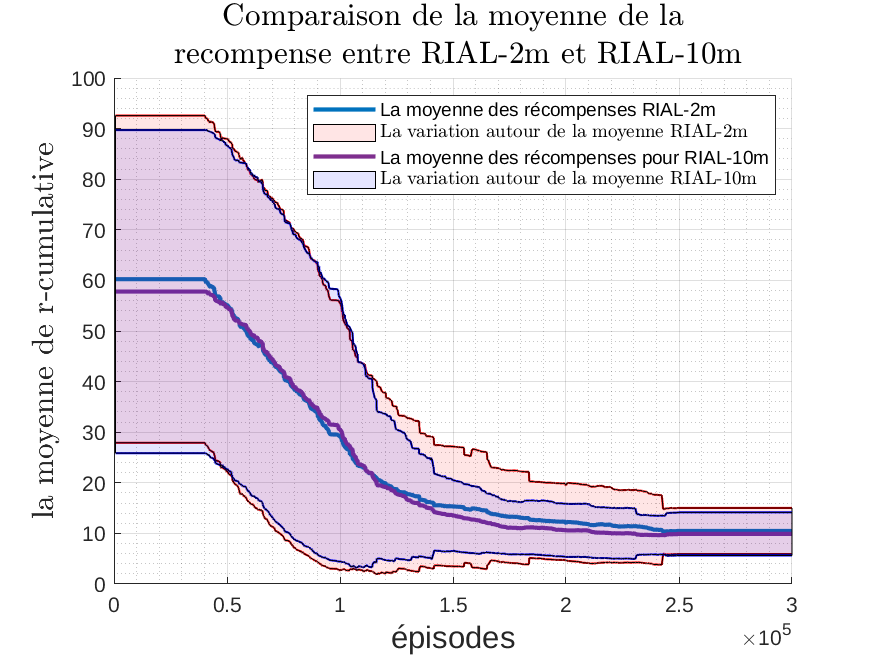 Comparaison de la moyenne de la
recompense entre RIAL-2m et RIAL-10m
la moyenne de r-cumulative
100
90
80
70
60
50
40
30
20
10
0
La moyenne des récompenses RIAL-2m
La variation autour de la moyenne RIAL-2m
La moyenne des récompenses pour RIAL-10m
La variation autour de la moyenne RIAL-10m
0 0.5 1 1.5 2 2.5 3
épisodes
×10⁵